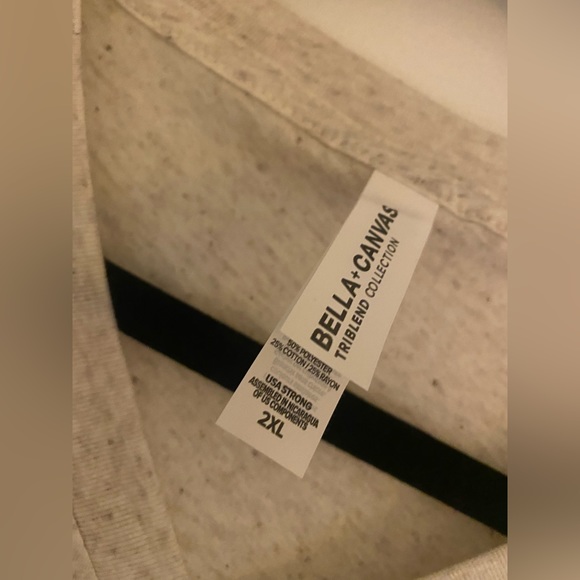 BELLA+CANVAS
TRIBLEND COLLECTION
50% POLYESTER
25% COTTON / 25% RAYON
USA STRONG
ASSEMBLED IN NICARAGUA
OF US COMPONENTS
2XL